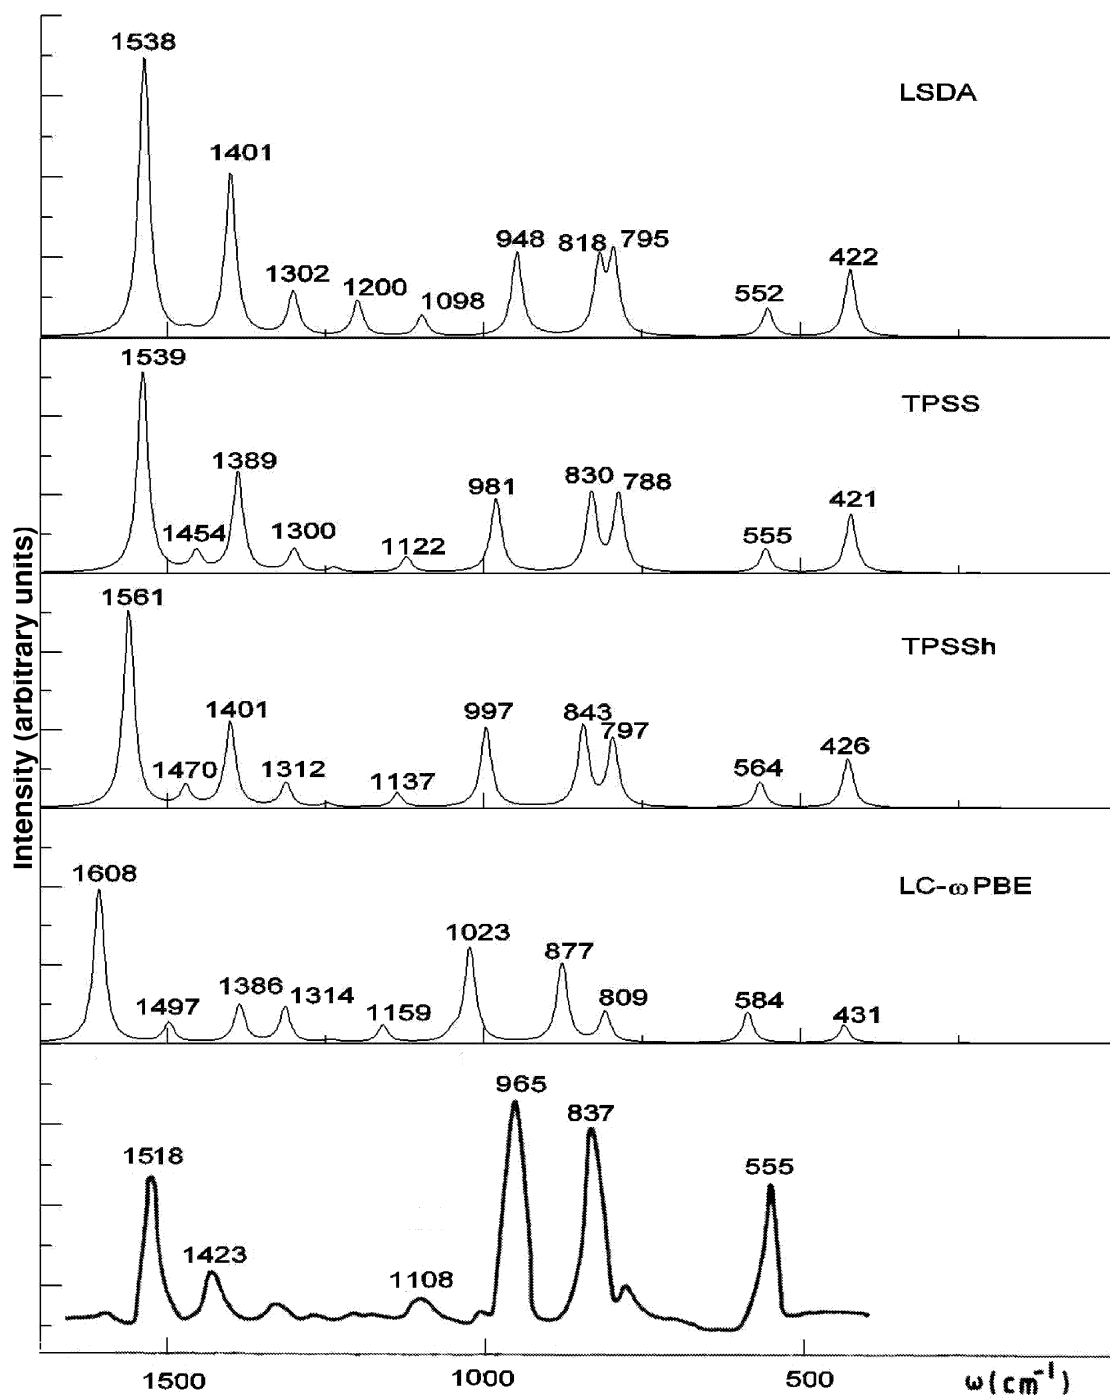 1538
LSDA
1401
948 818 795
422
1302 1200 1098
552
1539
TPSS
1389
981 830 788
421
1454 1300 1122
555
Intensity (arbitrary units)
1561
TPSSh
1401
997 843 797
426
1470 1312 1137
564
1608
LC-ω PBE
1023 877
1497 1386 1314 1159
809 584 431
965
837
1518
555
1423
1108
1500 1000 500 ω(cm⁻¹)